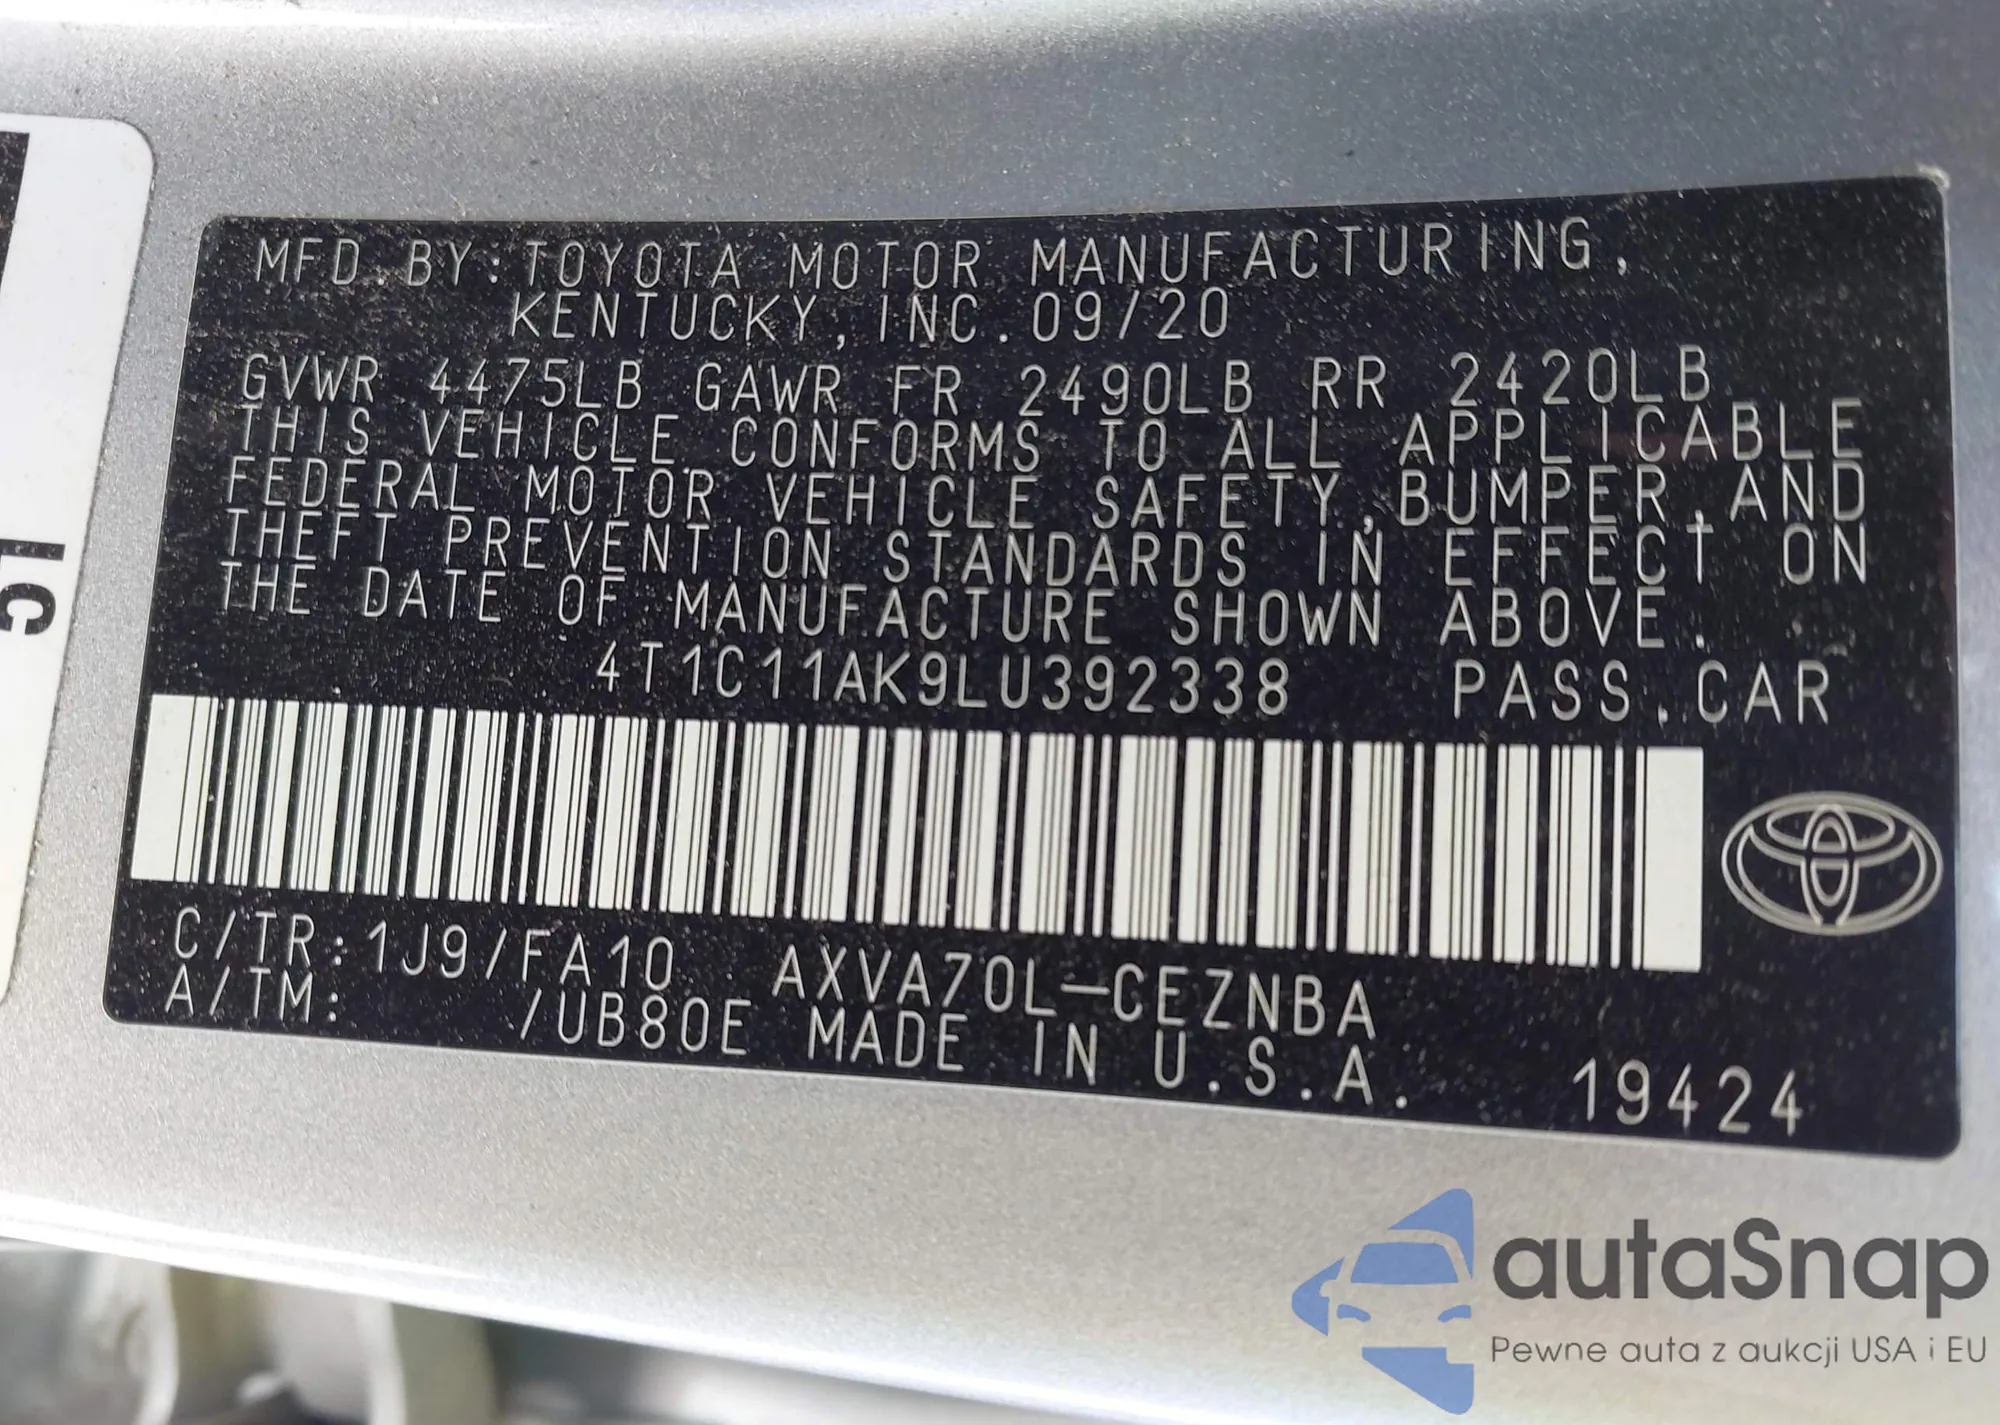 MFD. BY: TOYOTA MOTOR MANUFACTURING,
KENTUCKY, INC. 09/20
GVWR 4475LB GAWR FR 2490LB RR 2420LB
THIS VEHICLE CONFORMS TO ALL APPLICABLE
FEDERAL MOTOR VEHICLE SAFETY, BUMPER, AND
THEFT PREVENTION STANDARDS IN EFFECT ON
THE DATE OF MANUFACTURE SHOWN ABOVE.
4T1C11AK9LU392338 PASS. CAR
C/TR: 1J9/FA10 AXVA70L-CEZNBA
A/TM: /UB80E MADE IN U.S.A. 19424
Lc
autaSnap
Pewne auta z aukcji USA i EU